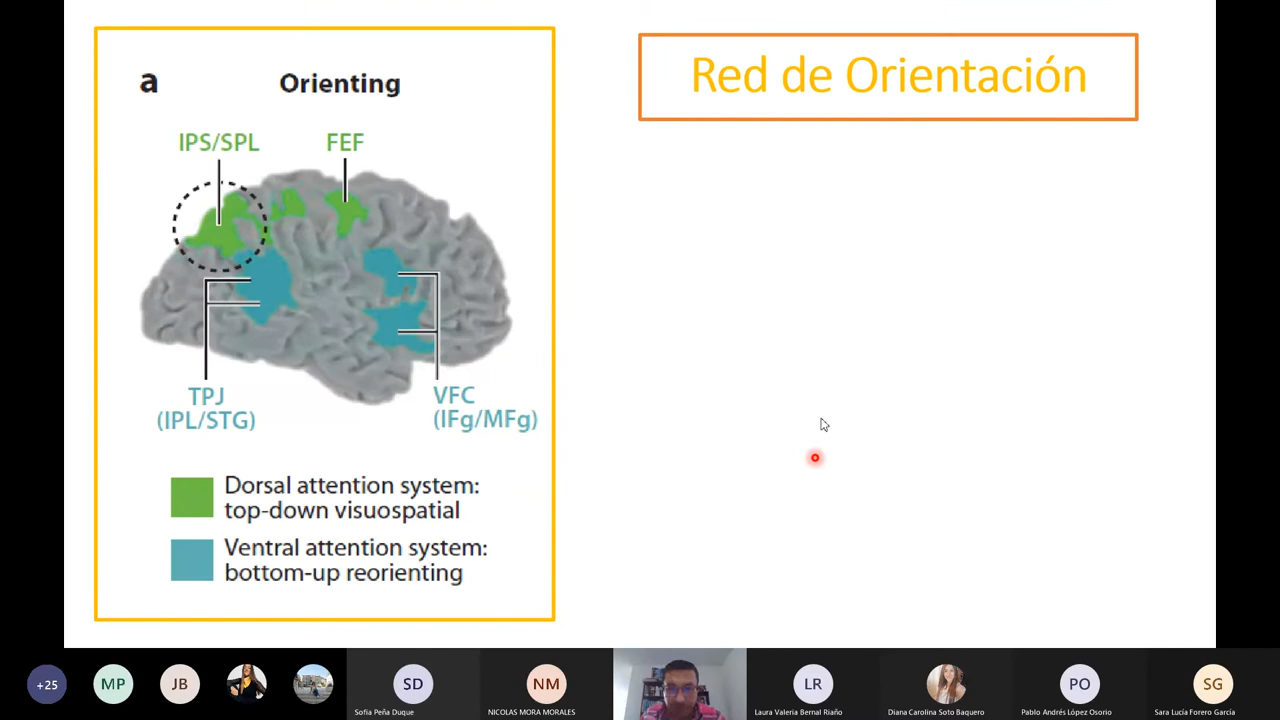 a
Orienting
Red de Orientación
IPS/SPL
FEF
TPJ
(IPL/STG)
VFC
(IFg/MFg)
Dorsal attention system:
top-down visuospatial
Ventral attention system:
bottom-up reorienting
+25
MP
JB
SD
NM
LR
PO
SG
Sofia Peña Duque
NICOLAS MORA MORALES
Laura Valeria Bernal Riaño
Diana Carolina Soto Baquero
Pablo Andrés López Osorio
Sara Lucía Forero García